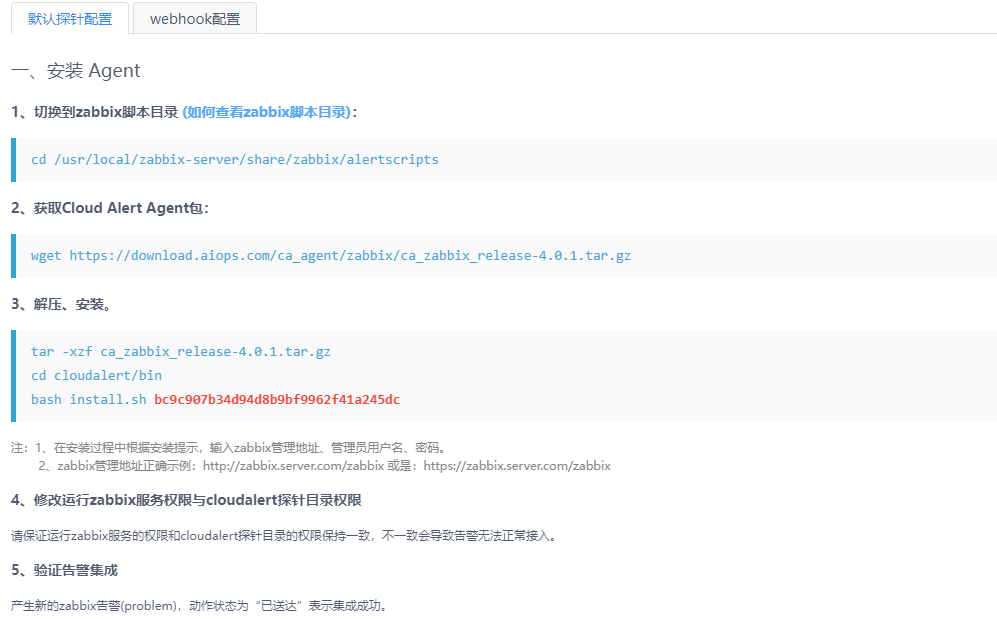 默认探针配置
webhook配置
一、安装 Agent
1、切换到zabbix脚本目录 (如何查看zabbix脚本目录)：
cd /usr/local/zabbix-server/share/zabbix/alertscripts
2、获取Cloud Alert Agent包：
wget https://download.aiops.com/ca_agent/zabbix/ca_zabbix_release-4.0.1.tar.gz
3、解压、安装。
tar -xzf ca_zabbix_release-4.0.1.tar.gz
cd cloudalert/bin
bash install.sh bc9c907b34d94d8b9bf9962f41a245dc
注：1、在安装过程中根据安装提示，输入zabbix管理地址、管理员用户名、密码。
2、zabbix管理地址正确示例：http://zabbix.server.com/zabbix 或是：https://zabbix.server.com/zabbix
4、修改运行zabbix服务权限与cloudalert探针目录权限
请保证运行zabbix服务的权限和cloudalert探针目录的权限保持一致，不一致会导致告警无法正常接入。
5、验证告警集成
产生新的zabbix告警(problem)，动作状态为“已送达”表示集成成功。